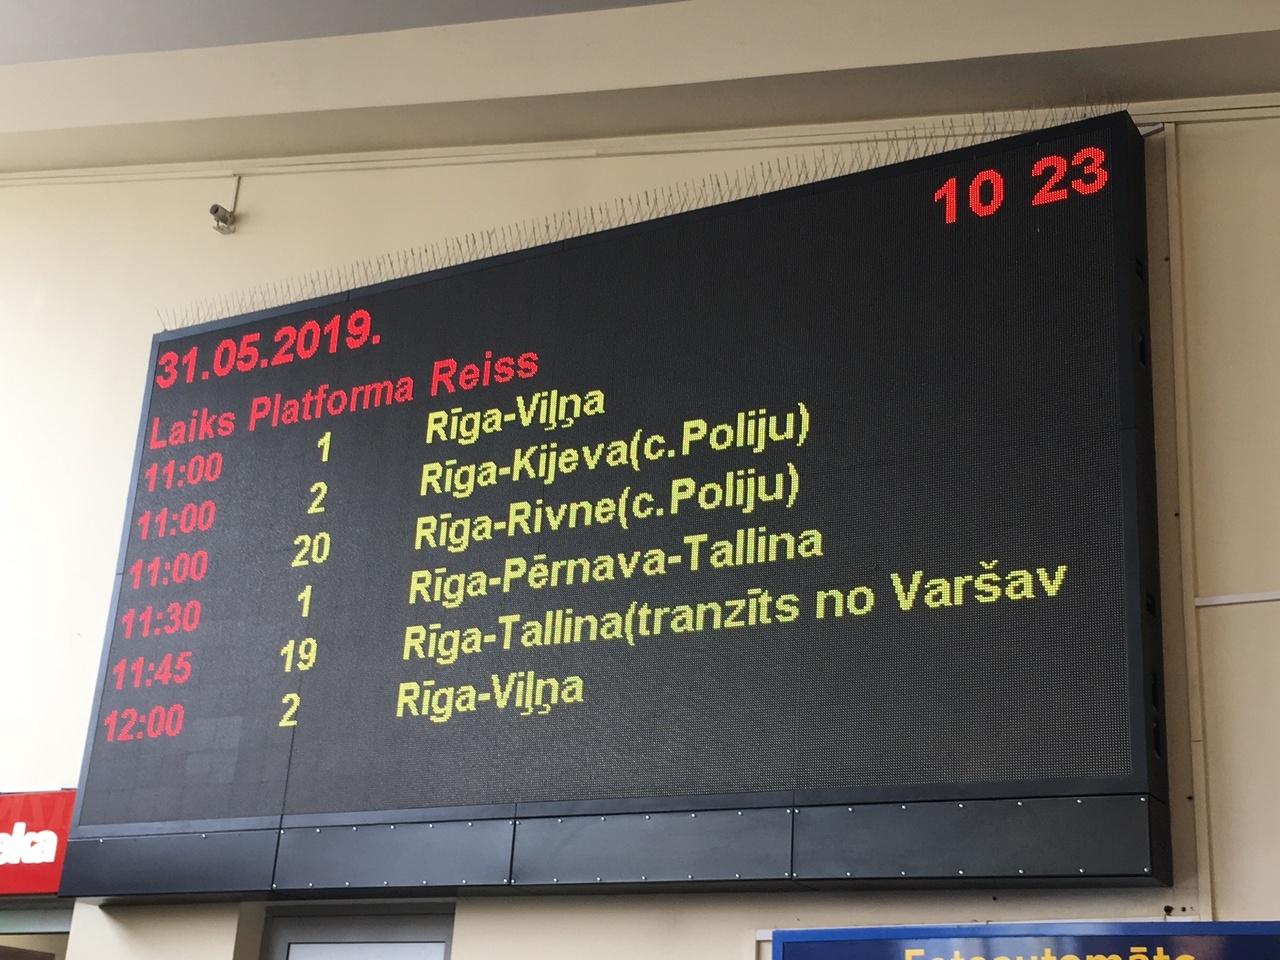 10 23
31.05.2019.
Laiks Platforma Reiss
11:00 1 Rīga-Viļņa
11:00 2 Rīga-Kijeva(c.Poliju)
11:00 20 Rīga-Rivne(c.Poliju)
11:30 1 Rīga-Pērnava-Tallina
11:45 19 Rīga-Tallina(tranzīts no Varšav
12:00 2 Rīga-Viļņa
Fotoautomāts